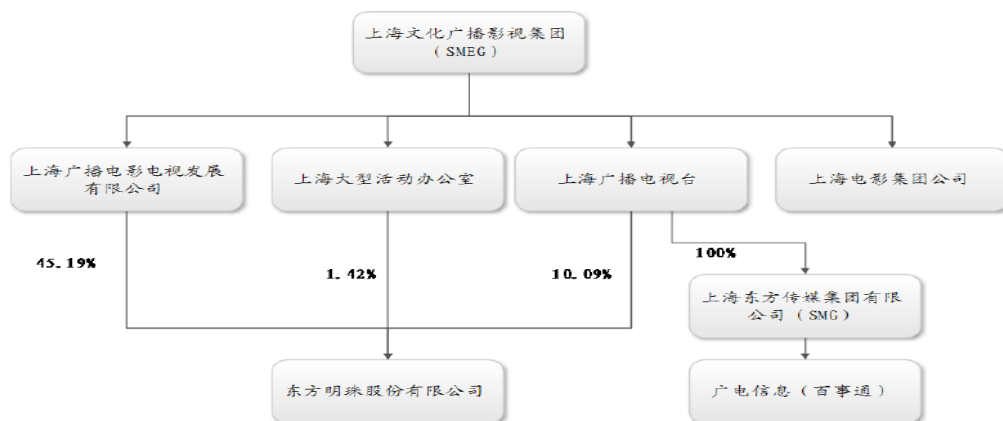 上海文化广播影视集团
（SMEG）
上海广播电影电视发展
有限公司
上海大型活动办公室
上海广播电视台
上海电影集团公司
45.19%
1.42%
10.09%
100%
上海东方传媒集团有限
公司（SMG）
东方明珠股份有限公司
广电信息（百事通）